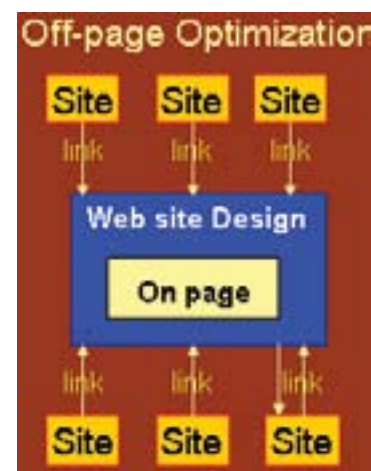 Off-page Optimization
Site Site Site
link link link
Web site Design
On page
link link link
Site Site Site